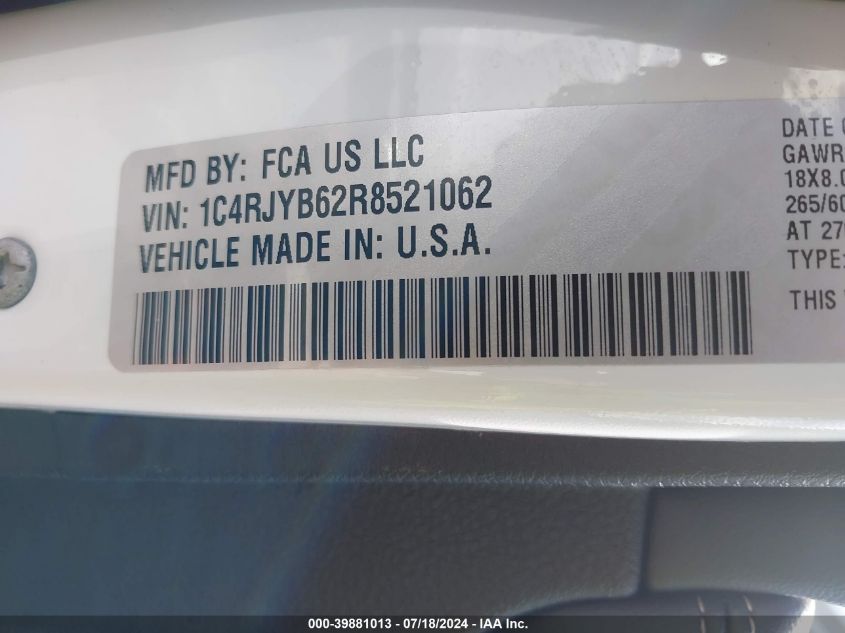 MFD BY: FCA US LLC
VIN: 1C4RJYB62R8521062
VEHICLE MADE IN: U.S.A.
DATE
GAWR
18X8.0
265/60
AT
TYPE:
THIS
000-39881013 - 07/18/2024 - IAA Inc.